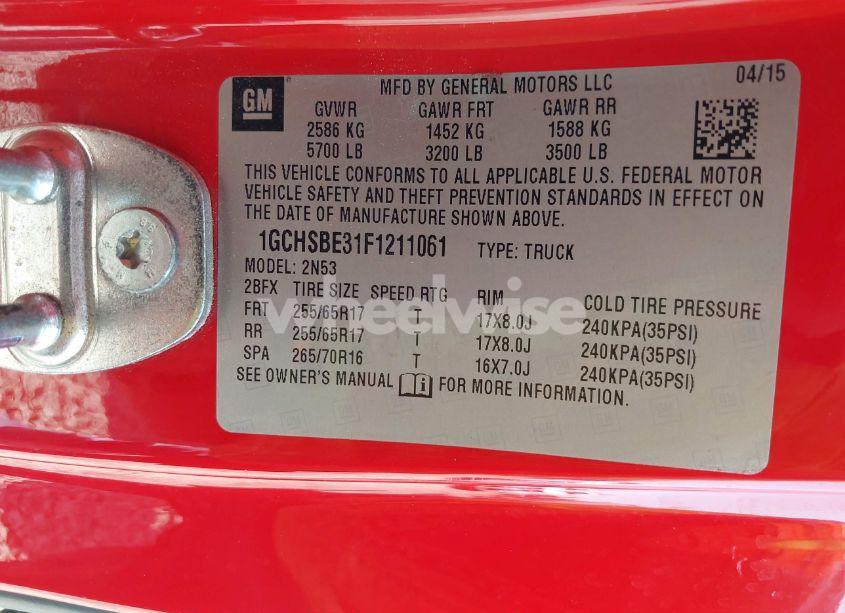 GM
MFD BY GENERAL MOTORS LLC 04/15
GVWR GAWR FRT GAWR RR
2586 KG 1452 KG 1588 KG
5700 LB 3200 LB 3500 LB
THIS VEHICLE CONFORMS TO ALL APPLICABLE U.S. FEDERAL MOTOR
VEHICLE SAFETY AND THEFT PREVENTION STANDARDS IN EFFECT ON
THE DATE OF MANUFACTURE SHOWN ABOVE.
1GCHSBE31F1211061 TYPE: TRUCK
MODEL: 2N53
2BFX TIRE SIZE SPEED RTG RIM COLD TIRE PRESSURE
FRT 255/65R17 T 17X8.0J 240KPA(35PSI)
RR 255/65R17 T 17X8.0J 240KPA(35PSI)
SPA 265/70R16 T 16X7.0J 240KPA(35PSI)
SEE OWNER'S MANUAL i FOR MORE INFORMATION.
wheelwise